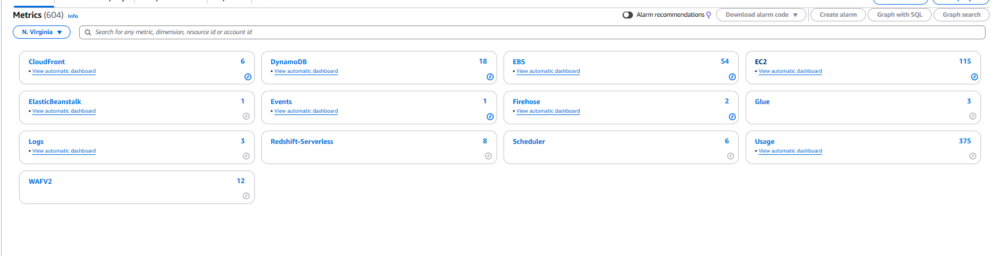 Metrics (604) Info
Alarm recommendations Download alarm code Create alarm Graph with SQL Graph search
N. Virginia Search for any metric, dimension, resource id or account id
CloudFront 6
• View automatic dashboard
DynamoDB 18
• View automatic dashboard
EBS 54
• View automatic dashboard
EC2 115
• View automatic dashboard
ElasticBeanstalk 1
• View automatic dashboard
Events 1
• View automatic dashboard
Firehose 2
• View automatic dashboard
Glue 3
Logs 3
• View automatic dashboard
Redshift-Serverless 8
Scheduler 6
Usage 375
• View automatic dashboard
WAFV2 12